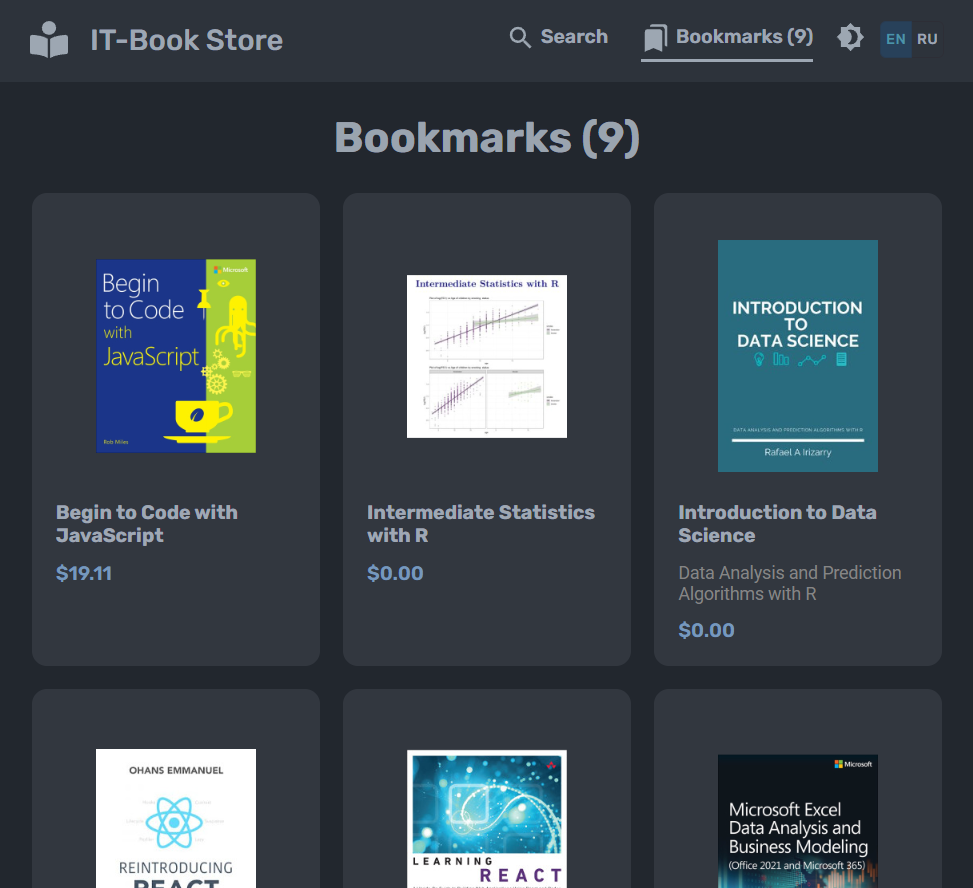 IT-Book Store
Search
Bookmarks (9)
EN RU
Bookmarks (9)
Begin
to Code
with
JavaScript
Microsoft
Rob Miles
Begin to Code with
JavaScript
$19.11
Intermediate Statistics with R
Intermediate Statistics
with R
$0.00
INTRODUCTION
TO
DATA SCIENCE
DATA ANALYSIS AND PREDICTION ALGORITHMS WITH R
Rafael A Irizarry
Introduction to Data
Science
Data Analysis and Prediction
Algorithms with R
$0.00
OHANS EMMANUEL
REINTRODUCING
REACT
LEARNING
REACT
Microsoft
Microsoft Excel
Data Analysis and
Business Modeling
(Office 2021 and Microsoft 365)